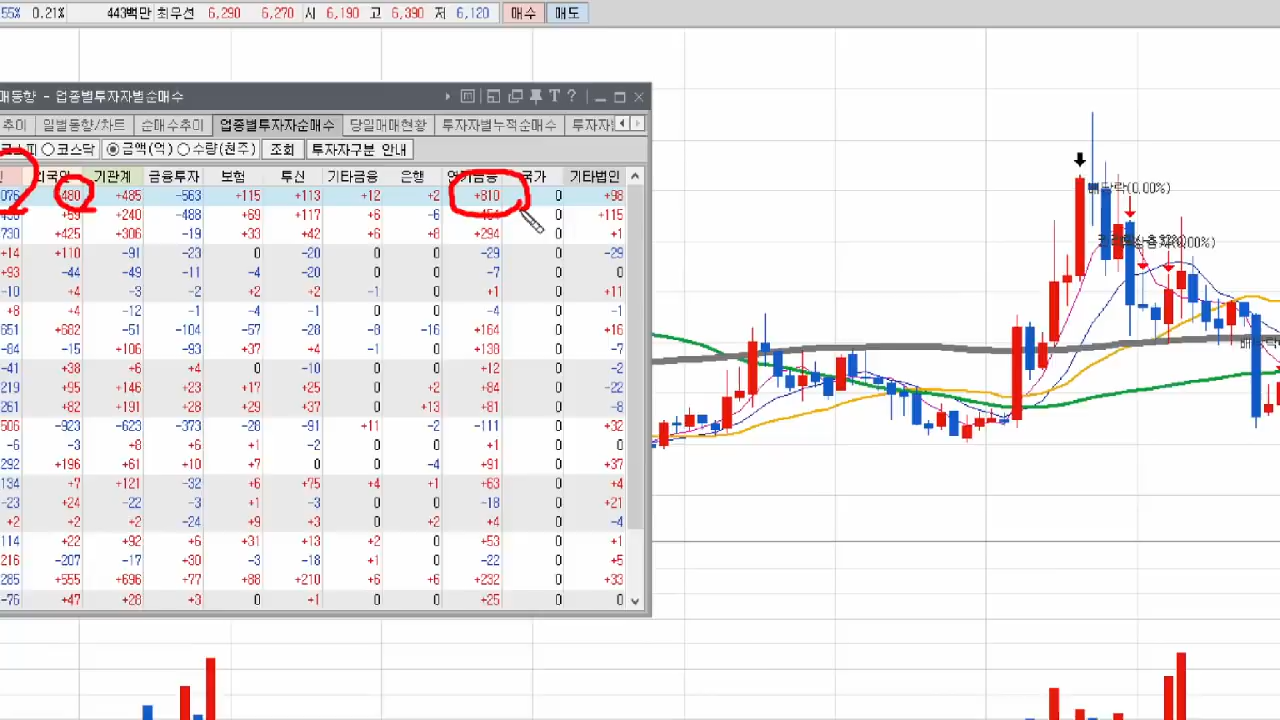 55% 0.21% 443백만 최우선 6,290 6,270 시 6,190 고 6,390 저 6,120 매수 매도
매동향 - 업종별투자자별순매수
추이 일별동향/차트 순매수추이 업종별투자자순매수 당일매매현황 투자자별누적순매수
코스닥 금액(억) 수량(천주) 조회 투자자구분 안내
외국인 기관계 금융투자 보험 투신 기타금융 은행 연기금등 국가 기타법인
076 480 +485 -563 +115 +113 +12 +2 +810 0 +98
+59 +240 -488 +69 +117 +6 -6 0 +115
730 +425 +306 -19 +33 +42 +6 +8 +294 0 +1
+14 +110 -91 -23 0 -20 0 0 -29 0 -29
+93 -44 -49 -11 -4 -20 0 0 -7 0 0
-10 +4 -3 -2 +2 +2 -1 0 +1 0 +11
+8 +4 -12 -1 -4 -1 0 0 -4 0 -1
651 +682 -51 -104 -57 -28 -8 -16 +164 0 +16
-84 -15 +106 -93 +37 +4 -1 0 +138 0 -7
-41 +38 +6 +4 0 -10 0 0 +12 0 -2
219 +95 +146 +23 +17 +25 0 +2 +84 0 -22
261 +82 +191 +28 +29 +37 0 +13 +81 0 -8
506 -923 -623 -373 -28 -91 +11 -2 -111 0 +32
-6 -3 +8 +6 +1 -2 0 0 +1 0 0
292 +196 +61 +10 +7 0 0 -4 +91 0 +37
134 +7 +121 -32 +6 +75 +4 +1 +63 0 +4
-23 +24 -22 -3 +1 -3 0 0 -18 0 +21
+2 +2 +2 -24 +9 +3 0 +2 +4 0 -4
114 +22 +92 +6 +31 +13 +2 0 +53 0 +1
216 -207 -17 +30 -3 -18 +1 0 -22 0 +5
285 +555 +696 +77 +88 +210 +6 +6 +232 0 +33
-76 +47 +28 +3 0 +1 0 0 +25 0 0
(0.00%)